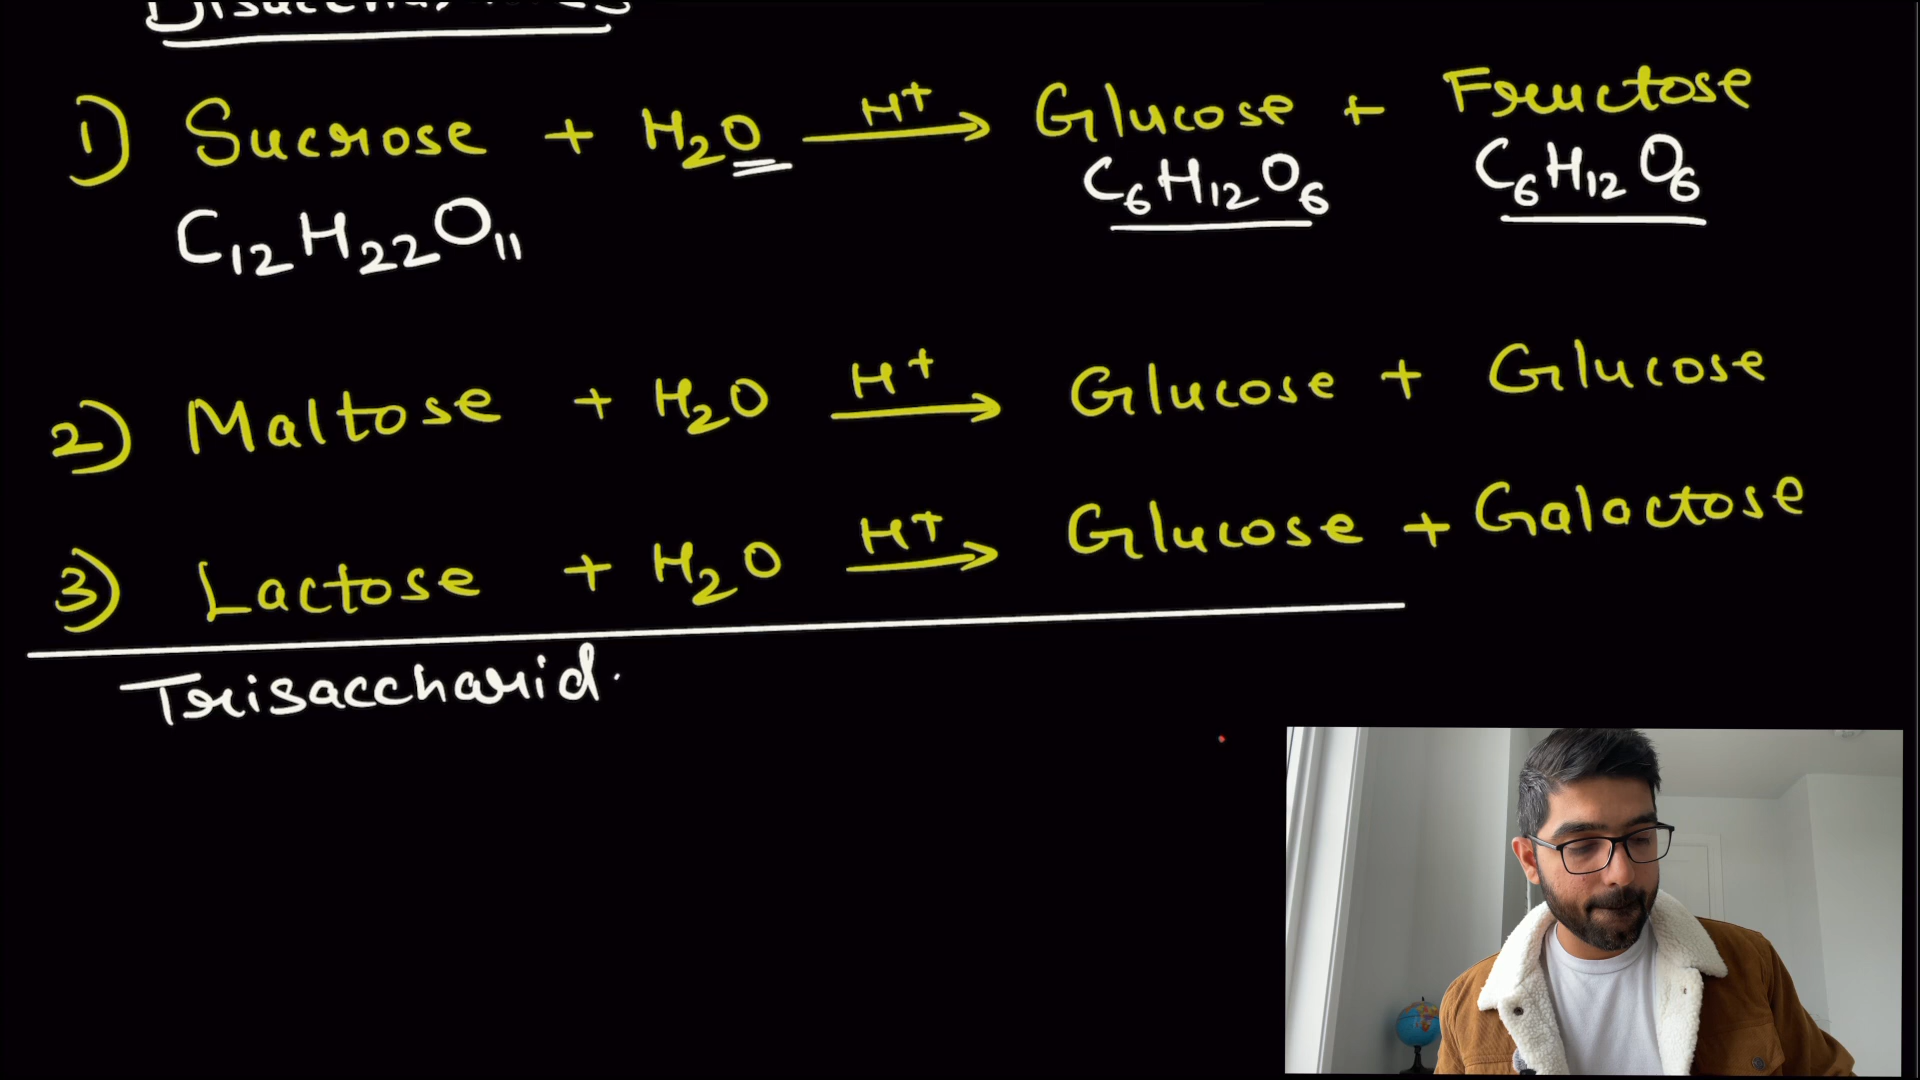 Disaccharides
1) Sucrose + H2O H+ → Glucose + Fructose
C12H22O11 C6H12O6 C6H12O6
2) Maltose + H2O H+ → Glucose + Glucose
3) Lactose + H2O H+ → Glucose + Galactose
Trisaccharid.